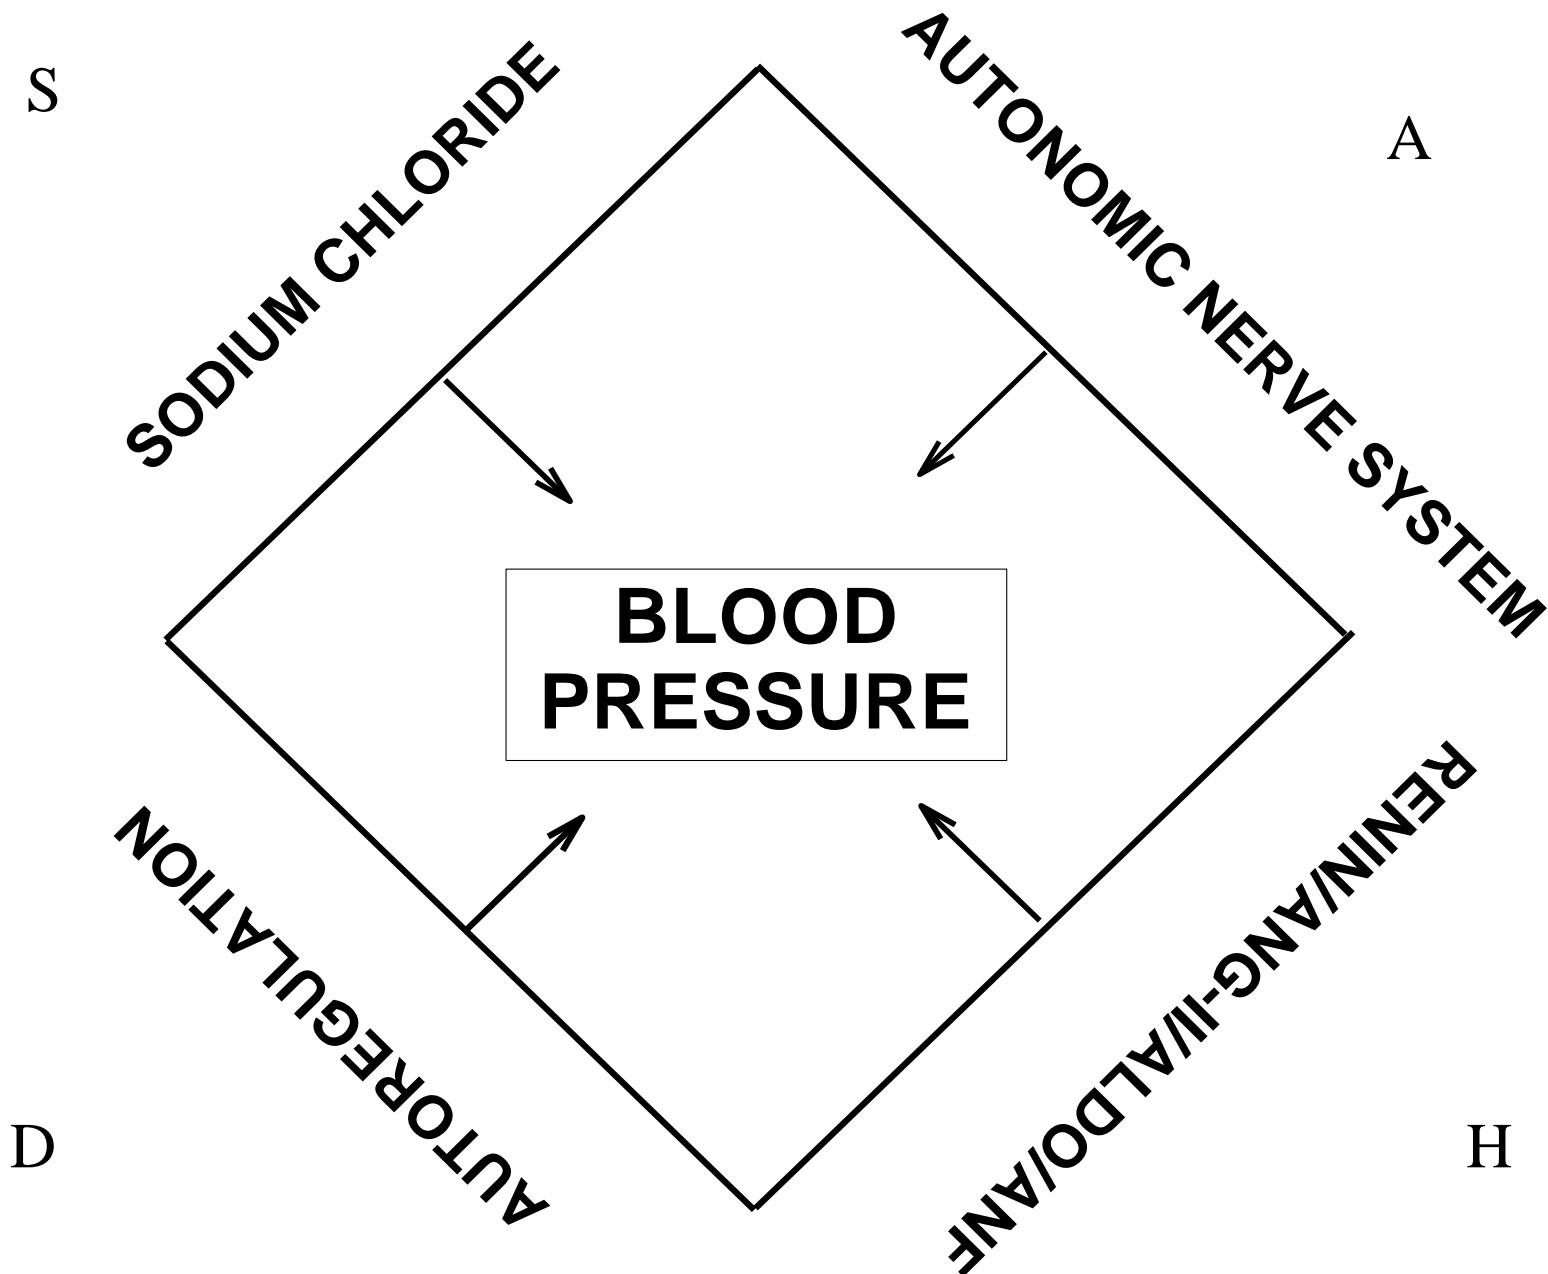 S
SODIUM CHLORIDE
AUTONOMIC NERVE SYSTEM
A
BLOOD
PRESSURE
AUTOREGULATION
D
RENIN/ANG-II/ALDO/ANF
H